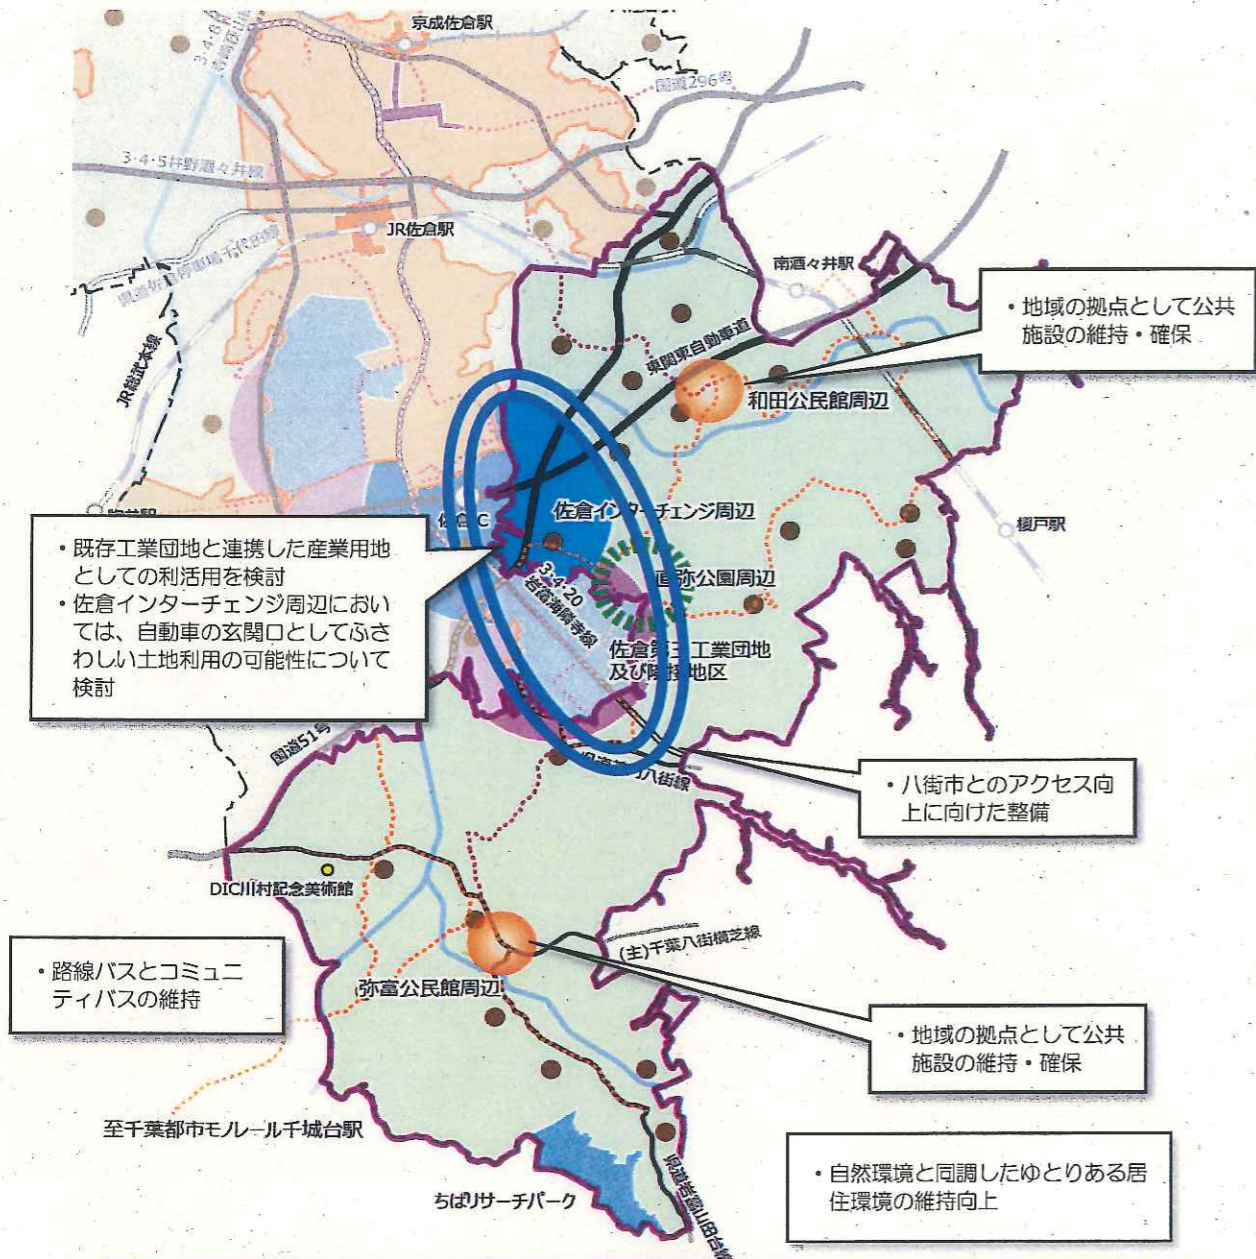 京成佐倉駅
国道296号
3・4・5井野酒々井線
JR佐倉駅
南酒々井駅
JR総武本線
東関東自動車道
・地域の拠点として公共
施設の維持・確保
和田公民館周辺
佐倉インターチェンジ周辺
榎戸駅
・既存工業団地と連携した産業用地
としての利活用を検討
・佐倉インターチェンジ周辺におい
ては、自動車の玄関口としてふさ
わしい土地利用の可能性について
検討
直弥公園周辺
3・4・20
岩富海隣寺線
佐倉第三工業団地
及び隣接地区
国道51号
八街線
・八街市とのアクセス向
上に向けた整備
DIC川村記念美術館
(主)千葉八街横芝線
・路線バスとコミュニ
ティバスの維持
弥富公民館周辺
・地域の拠点として公共
施設の維持・確保
至千葉都市モノレール千城台駅
・自然環境と同調したゆとりある居
住環境の維持向上
ちばリサーチパーク
県道岩富山田台線